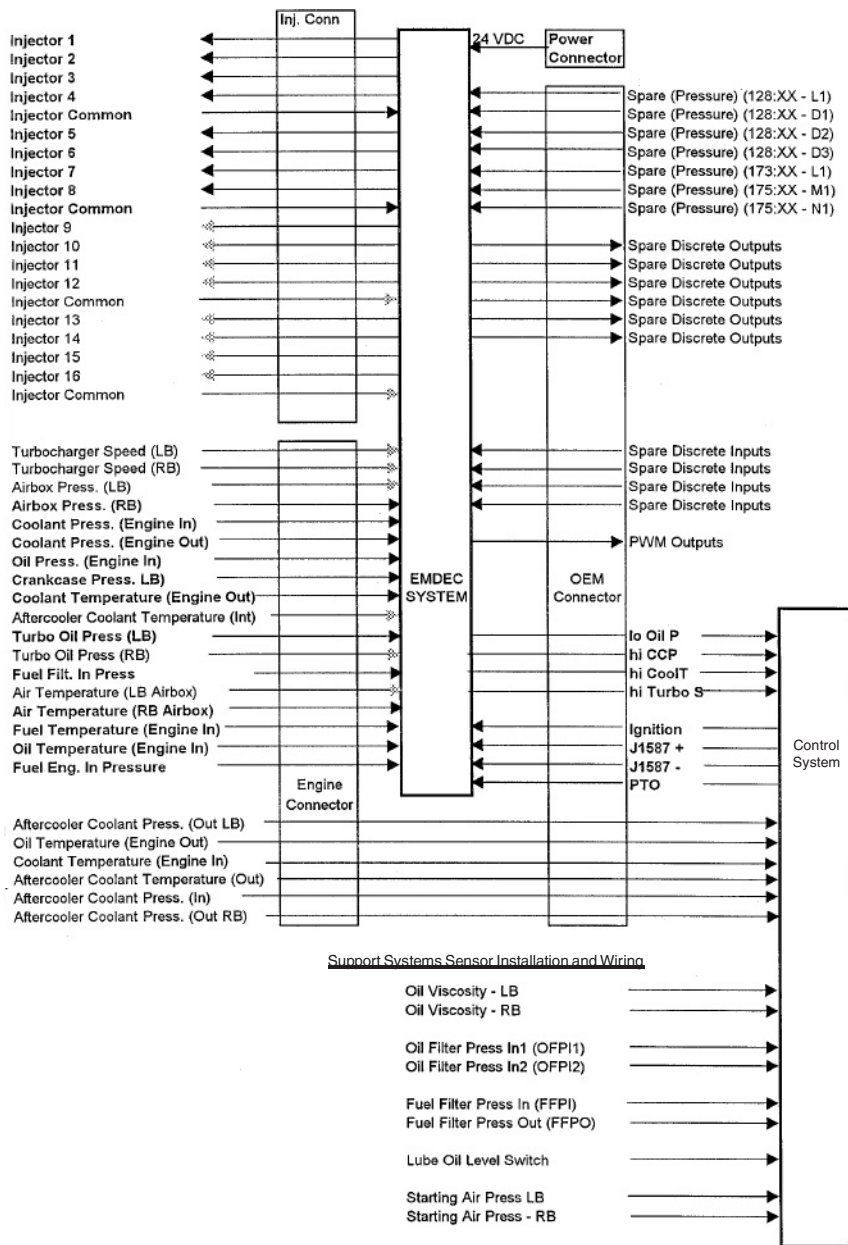 Inj. Conn
Injector 1
Injector 2
Injector 3
Injector 4
Injector Common
Injector 5
Injector 6
Injector 7
Injector 8
Injector Common
Injector 9
Injector 10
Injector 11
Injector 12
Injector Common
Injector 13
Injector 14
Injector 15
Injector 16
Injector Common
Turbocharger Speed (LB)
Turbocharger Speed (RB)
Airbox Press. (LB)
Airbox Press. (RB)
Coolant Press. (Engine In)
Coolant Press. (Engine Out)
Oil Press. (Engine In)
Crankcase Press. LB)
Coolant Temperature (Engine Out)
Aftercooler Coolant Temperature (Int)
Turbo Oil Press (LB)
Turbo Oil Press (RB)
Fuel Filt. In Press
Air Temperature (LB Airbox)
Air Temperature (RB Airbox)
Fuel Temperature (Engine In)
Oil Temperature (Engine In)
Fuel Eng. In Pressure
Engine
Connector
Aftercooler Coolant Press. (Out LB)
Oil Temperature (Engine Out)
Coolant Temperature (Engine In)
Aftercooler Coolant Temperature (Out)
Aftercooler Coolant Press. (In)
Aftercooler Coolant Press. (Out RB)
EMDEC
SYSTEM
24 VDC
Power
Connector
Spare (Pressure) (128:XX - L1)
Spare (Pressure) (128:XX - D1)
Spare (Pressure) (128:XX - D2)
Spare (Pressure) (128:XX - D3)
Spare (Pressure) (173:XX - L1)
Spare (Pressure) (175:XX - M1)
Spare (Pressure) (175:XX - N1)
Spare Discrete Outputs
Spare Discrete Outputs
Spare Discrete Outputs
Spare Discrete Outputs
Spare Discrete Outputs
Spare Discrete Outputs
Spare Discrete Inputs
Spare Discrete Inputs
Spare Discrete Inputs
Spare Discrete Inputs
PWM Outputs
OEM
Connector
lo Oil P
hi CCP
hi CoolT
hi Turbo S
Ignition
J1587 +
J1587 -
PTO
Control
System
Support Systems Sensor Installation and Wiring
Oil Viscosity - LB
Oil Viscosity - RB
Oil Filter Press In1 (OFPI1)
Oil Filter Press In2 (OFPI2)
Fuel Filter Press In (FFPI)
Fuel Filter Press Out (FFPO)
Lube Oil Level Switch
Starting Air Press LB
Starting Air Press - RB